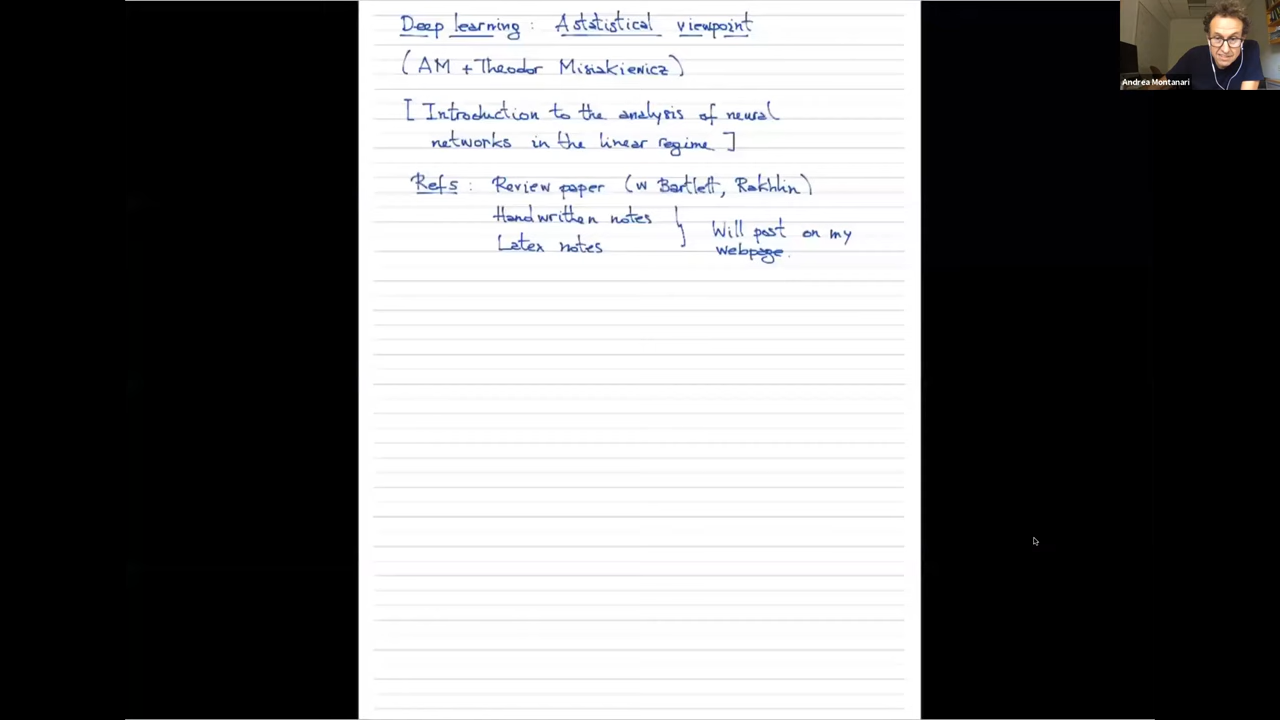 Deep learning : A statistical viewpoint
(AM + Theodor Misiakiewicz)
[ Introduction to the analysis of neural
networks in the linear regime ]
Refs : Review paper (w Bartlett, Rakhlin)
Handwritten notes
Latex notes
Will post on my
webpage.
Andrea Montanari